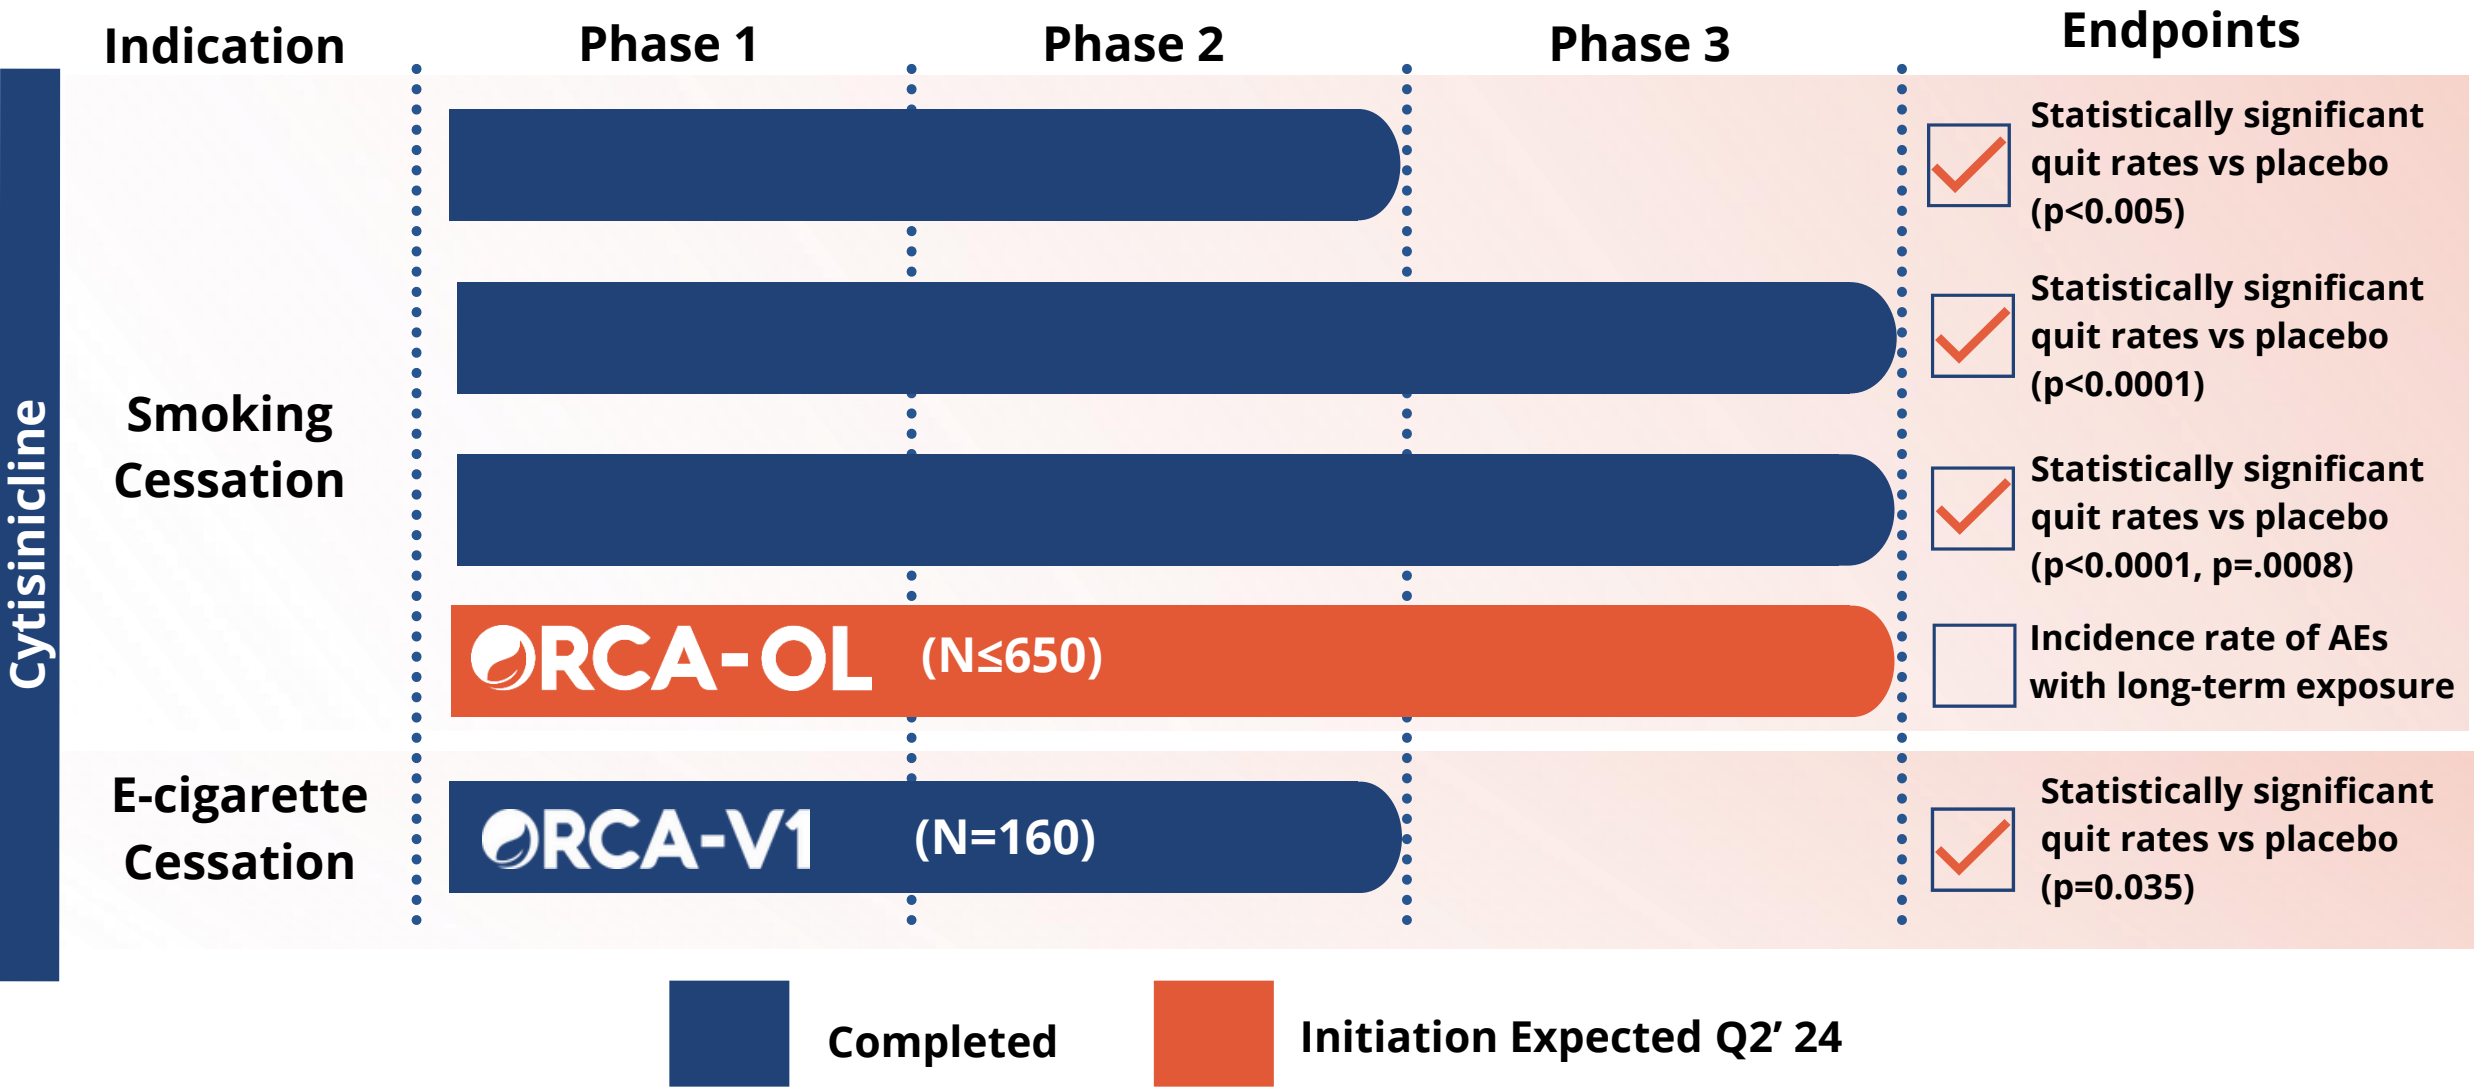 Indication
Phase 1
Phase 2
Phase 3
Endpoints
Cytisinicline
Smoking
Cessation
Statistically significant
quit rates vs placebo
(p<0.005)
Statistically significant
quit rates vs placebo
(p<0.0001)
Statistically significant
quit rates vs placebo
(p<0.0001, p=.0008)
ORCA-OL (N≤650)
Incidence rate of AEs
with long-term exposure
E-cigarette
Cessation
ORCA-V1 (N=160)
Statistically significant
quit rates vs placebo
(p=0.035)
Completed
Initiation Expected Q2’ 24